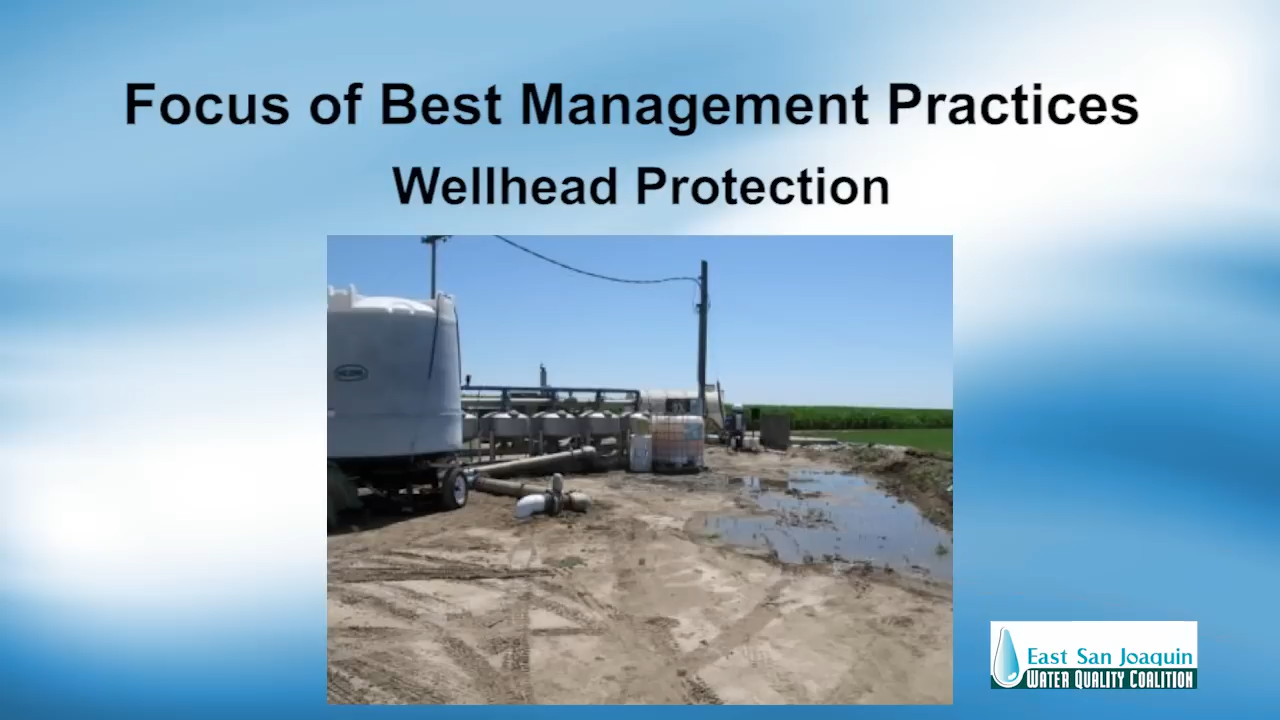 Focus of Best Management Practices
Wellhead Protection
East San Joaquin
WATER QUALITY COALITION